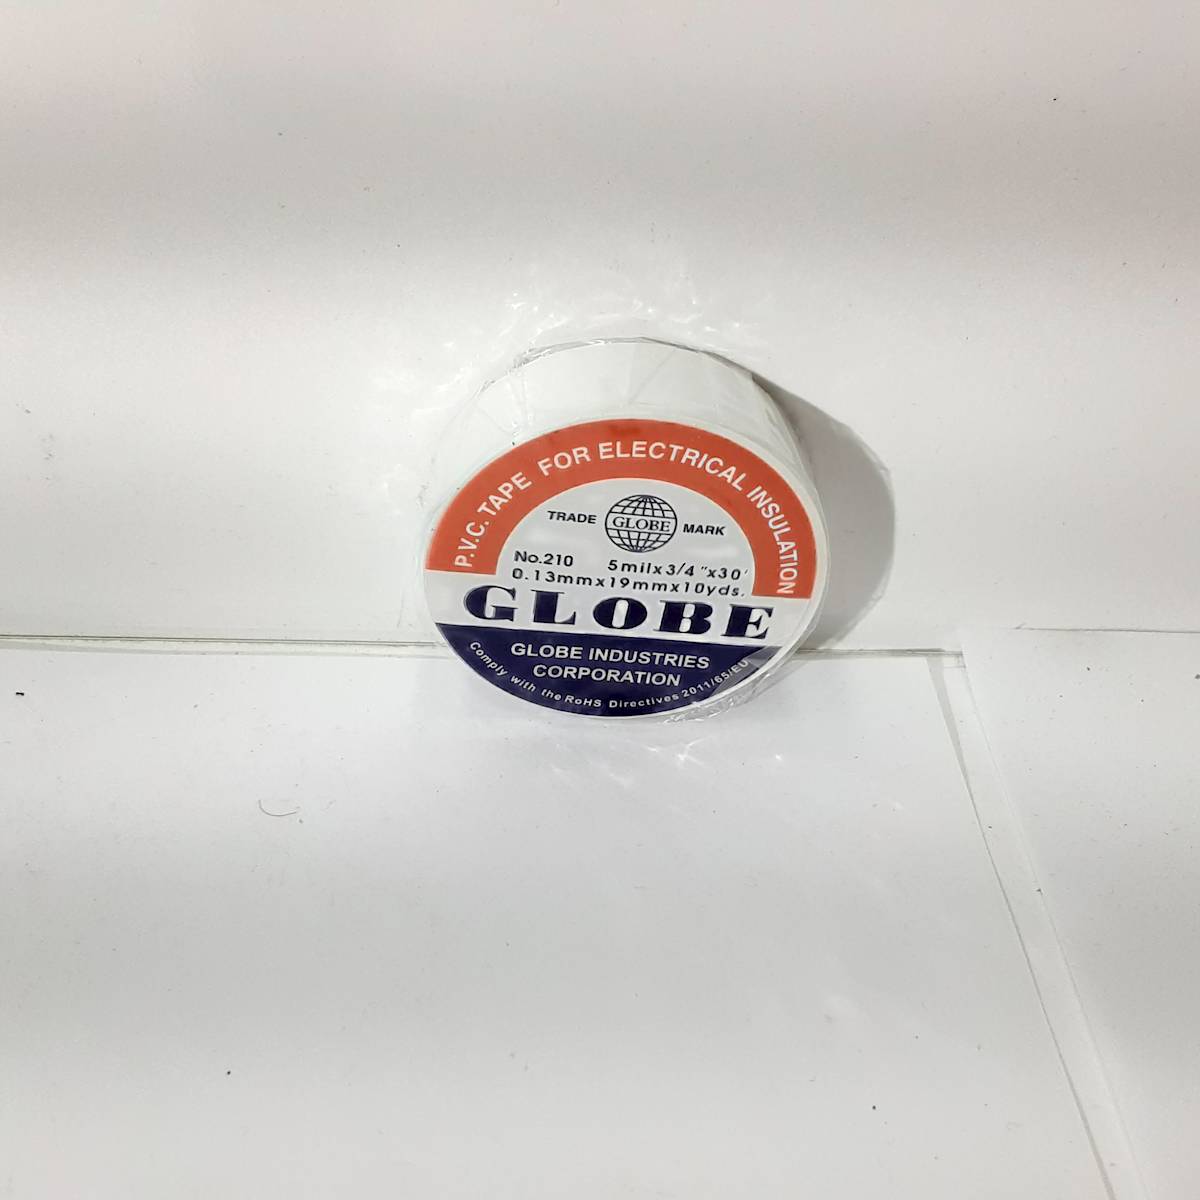 P.V.C. TAPE FOR ELECTRICAL INSULATION
TRADE GLOBE MARK
No.210 5milx3/4"x30'
0.13mmx19mmx10yds.
GLOBE
GLOBE INDUSTRIES
CORPORATION
Comply with the RoHS Directives 2011/65/EU